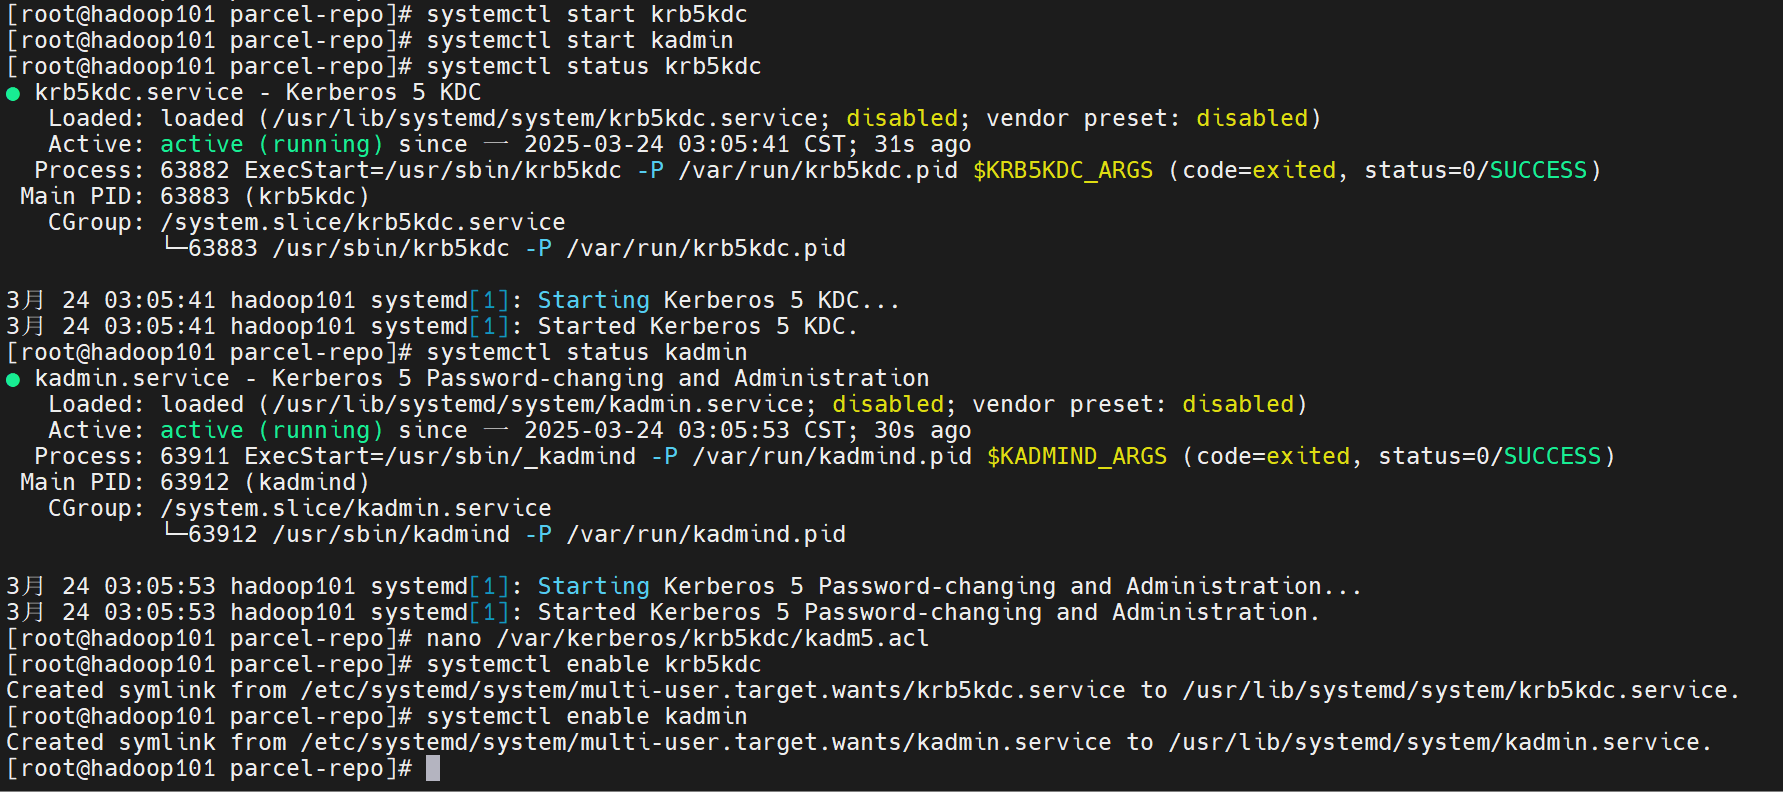 [root@hadoop101 parcel-repo]# systemctl start krb5kdc
[root@hadoop101 parcel-repo]# systemctl start kadmin
[root@hadoop101 parcel-repo]# systemctl status krb5kdc
● krb5kdc.service - Kerberos 5 KDC
   Loaded: loaded (/usr/lib/systemd/system/krb5kdc.service; disabled; vendor preset: disabled)
   Active: active (running) since 一 2025-03-24 03:05:41 CST; 31s ago
  Process: 63882 ExecStart=/usr/sbin/krb5kdc -P /var/run/krb5kdc.pid $KRB5KDC_ARGS (code=exited, status=0/SUCCESS)
 Main PID: 63883 (krb5kdc)
   CGroup: /system.slice/krb5kdc.service
           └─63883 /usr/sbin/krb5kdc -P /var/run/krb5kdc.pid
3月 24 03:05:41 hadoop101 systemd[1]: Starting Kerberos 5 KDC...
3月 24 03:05:41 hadoop101 systemd[1]: Started Kerberos 5 KDC.
[root@hadoop101 parcel-repo]# systemctl status kadmin
● kadmin.service - Kerberos 5 Password-changing and Administration
   Loaded: loaded (/usr/lib/systemd/system/kadmin.service; disabled; vendor preset: disabled)
   Active: active (running) since 一 2025-03-24 03:05:53 CST; 30s ago
  Process: 63911 ExecStart=/usr/sbin/_kadmind -P /var/run/kadmind.pid $KADMIND_ARGS (code=exited, status=0/SUCCESS)
 Main PID: 63912 (kadmind)
   CGroup: /system.slice/kadmin.service
           └─63912 /usr/sbin/kadmind -P /var/run/kadmind.pid
3月 24 03:05:53 hadoop101 systemd[1]: Starting Kerberos 5 Password-changing and Administration...
3月 24 03:05:53 hadoop101 systemd[1]: Started Kerberos 5 Password-changing and Administration.
[root@hadoop101 parcel-repo]# nano /var/kerberos/krb5kdc/kadm5.acl
[root@hadoop101 parcel-repo]# systemctl enable krb5kdc
Created symlink from /etc/systemd/system/multi-user.target.wants/krb5kdc.service to /usr/lib/systemd/system/krb5kdc.service.
[root@hadoop101 parcel-repo]# systemctl enable kadmin
Created symlink from /etc/systemd/system/multi-user.target.wants/kadmin.service to /usr/lib/systemd/system/kadmin.service.
[root@hadoop101 parcel-repo]#